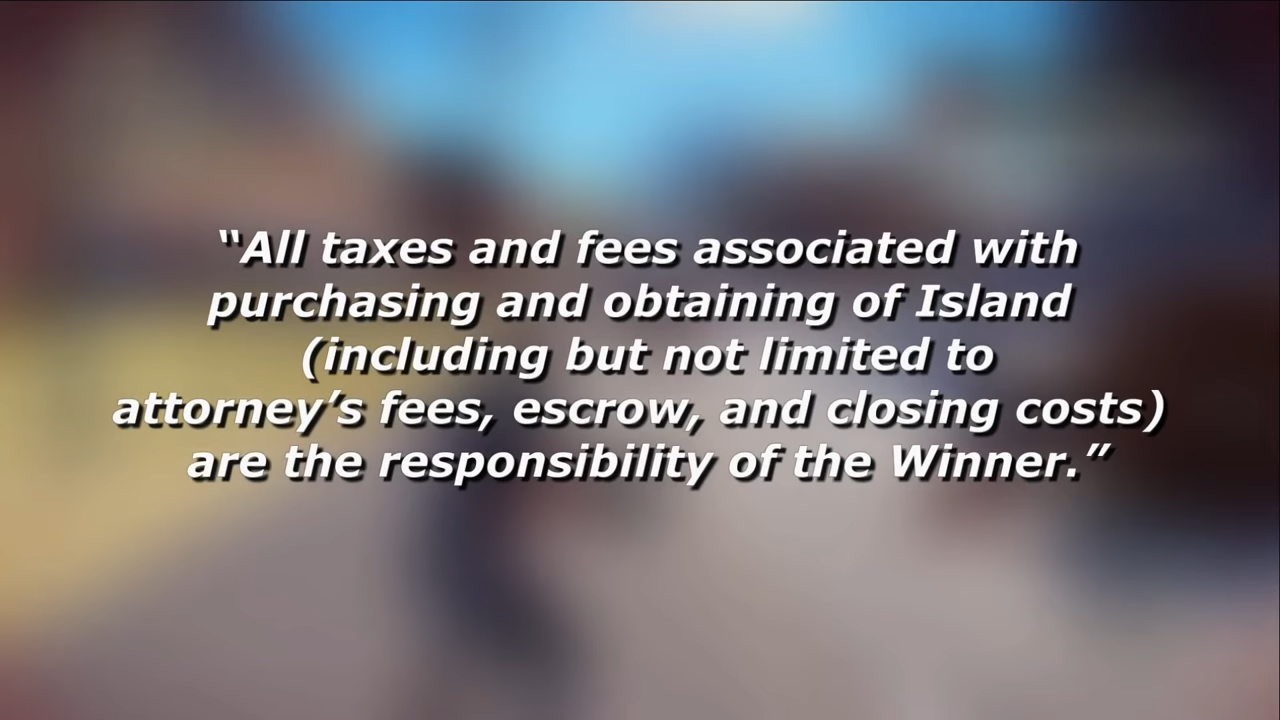 “All taxes and fees associated with
purchasing and obtaining of Island
(including but not limited to
attorney’s fees, escrow, and closing costs)
are the responsibility of the Winner.”